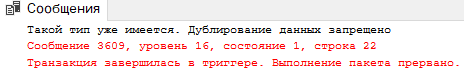 Сообщения
Такой тип уже имеется. Дублирование данных запрещено
Сообщение 3609, уровень 16, состояние 1, строка 22
Транзакция завершилась в триггере. Выполнение пакета прервано.